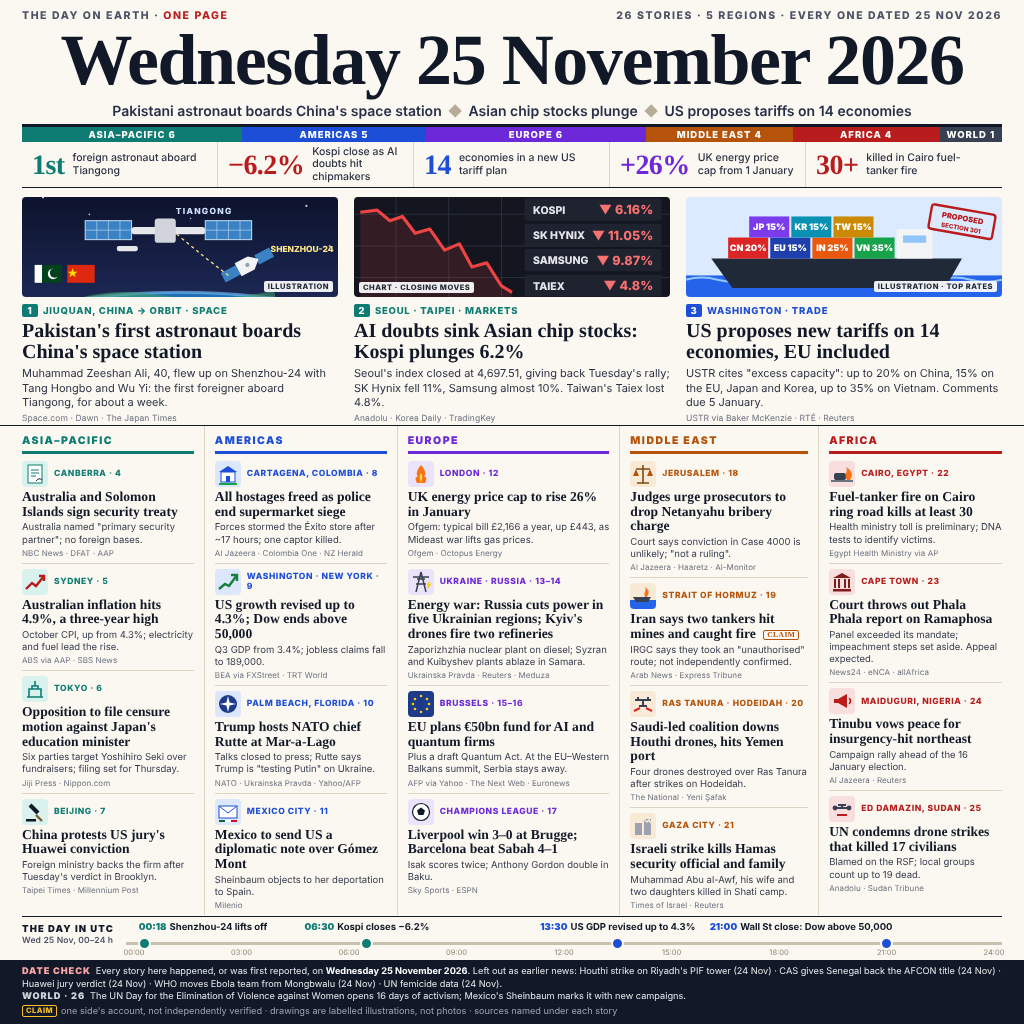 THE DAY ON EARTH · ONE PAGE
26 STORIES · 5 REGIONS · EVERY ONE DATED 25 NOV 2026
Wednesday 25 November 2026
Pakistani astronaut boards China's space station ◆ Asian chip stocks plunge ◆ US proposes tariffs on 14 economies
ASIA–PACIFIC 6
AMERICAS 5
EUROPE 6
MIDDLE EAST 4
AFRICA 4
WORLD 1
1st
foreign astronaut aboard
Tiangong
−6.2%
Kospi close as AI
doubts hit
chipmakers
14
economies in a new US
tariff plan
+26%
UK energy price
cap from 1 January
30+
killed in Cairo fuel-
tanker fire
TIANGONG
SHENZHOU-24
ILLUSTRATION
KOSPI ▼ 6.16%
SK HYNIX ▼ 11.05%
SAMSUNG ▼ 9.87%
TAIEX ▼ 4.8%
CHART · CLOSING MOVES
PROPOSED
SECTION 301
JP 15% KR 15% TW 15%
CN 20% EU 15% IN 25% VN 35%
ILLUSTRATION · TOP RATES
1 JIUQUAN, CHINA → ORBIT · SPACE
Pakistan's first astronaut boards
China's space station
Muhammad Zeeshan Ali, 40, flew up on Shenzhou-24 with
Tang Hongbo and Wu Yi: the first foreigner aboard
Tiangong, for about a week.
Space.com · Dawn · The Japan Times
2 SEOUL · TAIPEI · MARKETS
AI doubts sink Asian chip stocks:
Kospi plunges 6.2%
Seoul's index closed at 4,697.51, giving back Tuesday's rally;
SK Hynix fell 11%, Samsung almost 10%. Taiwan's Taiex lost
4.8%.
Anadolu · Korea Daily · TradingKey
3 WASHINGTON · TRADE
US proposes new tariffs on 14
economies, EU included
USTR cites "excess capacity": up to 20% on China, 15% on
the EU, Japan and Korea, up to 35% on Vietnam. Comments
due 5 January.
USTR via Baker McKenzie · RTÉ · Reuters
ASIA–PACIFIC
CANBERRA · 4
Australia and Solomon
Islands sign security treaty
Australia named "primary security
partner"; no foreign bases.
NBC News · DFAT · AAP
SYDNEY · 5
Australian inflation hits
4.9%, a three-year high
October CPI, up from 4.3%; electricity
and fuel lead the rise.
ABS via AAP · SBS News
TOKYO · 6
Opposition to file censure
motion against Japan's
education minister
Six parties target Yoshihiro Seki over
fundraisers; filing set for Thursday.
Jiji Press · Nippon.com
BEIJING · 7
China protests US jury's
Huawei conviction
Foreign ministry backs the firm after
Tuesday's verdict in Brooklyn.
Taipei Times · Millennium Post
AMERICAS
CARTAGENA, COLOMBIA · 8
All hostages freed as police
end supermarket siege
Forces stormed the Éxito store after
~17 hours; one captor killed.
Al Jazeera · Colombia One · NZ Herald
WASHINGTON · NEW YORK ·
9
US growth revised up to
4.3%; Dow ends above
50,000
Q3 GDP from 3.4%; jobless claims fall
to 189,000.
BEA via FXStreet · TRT World
PALM BEACH, FLORIDA · 10
Trump hosts NATO chief
Rutte at Mar-a-Lago
Talks closed to press; Rutte says
Trump is "testing Putin" on Ukraine.
NATO · Ukrainska Pravda · Yahoo/AFP
MEXICO CITY · 11
Mexico to send US a
diplomatic note over Gómez
Mont
Sheinbaum objects to her deportation
to Spain.
Milenio
EUROPE
LONDON · 12
UK energy price cap to rise 26%
in January
Ofgem: typical bill £2,166 a year, up £443, as
Mideast war lifts gas prices.
Ofgem · Octopus Energy
UKRAINE · RUSSIA · 13–14
Energy war: Russia cuts power in
five Ukrainian regions; Kyiv's
drones fire two refineries
Zaporizhzhia nuclear plant on diesel; Syzran
and Kuibyshev plants ablaze in Samara.
Ukrainska Pravda · Reuters · Meduza
BRUSSELS · 15–16
EU plans €50bn fund for AI and
quantum firms
Plus a draft Quantum Act. At the EU–Western
Balkans summit, Serbia stays away.
AFP via Yahoo · The Next Web · Euronews
CHAMPIONS LEAGUE · 17
Liverpool win 3–0 at Brugge;
Barcelona beat Sabah 4–1
Isak scores twice; Anthony Gordon double in
Baku.
Sky Sports · ESPN
MIDDLE EAST
JERUSALEM · 18
Judges urge prosecutors to
drop Netanyahu bribery
charge
Court says conviction in Case 4000 is
unlikely; "not a ruling".
Al Jazeera · Haaretz · Al-Monitor
STRAIT OF HORMUZ · 19
Iran says two tankers hit
mines and caught fire CLAIM
IRGC says they took an "unauthorised"
route; not independently confirmed.
Arab News · Express Tribune
RAS TANURA · HODEIDAH · 20
Saudi-led coalition downs
Houthi drones, hits Yemen
port
Four drones destroyed over Ras Tanura
after strikes on Hodeidah.
The National · Yeni Şafak
GAZA CITY · 21
Israeli strike kills Hamas
security official and family
Muhammad Abu al-Awf, his wife and
two daughters killed in Shati camp.
Times of Israel · Reuters
AFRICA
CAIRO, EGYPT · 22
Fuel-tanker fire on Cairo
ring road kills at least 30
Health ministry toll is preliminary; DNA
tests to identify victims.
Egypt Health Ministry via AP
CAPE TOWN · 23
Court throws out Phala
Phala report on Ramaphosa
Panel exceeded its mandate;
impeachment steps set aside. Appeal
expected.
News24 · eNCA · allAfrica
MAIDUGURI, NIGERIA · 24
Tinubu vows peace for
insurgency-hit northeast
Campaign rally ahead of the 16
January election.
Al Jazeera · Reuters
ED DAMAZIN, SUDAN · 25
UN condemns drone strikes
that killed 17 civilians
Blamed on the RSF; local groups
count up to 19 dead.
Anadolu · Sudan Tribune
THE DAY IN UTC
Wed 25 Nov, 00–24 h
00:18 Shenzhou-24 lifts off
06:30 Kospi closes −6.2%
13:30 US GDP revised up to 4.3%
21:00 Wall St close: Dow above 50,000
00:00 03:00 06:00 09:00 12:00 15:00 18:00 21:00 24:00
DATE CHECK Every story here happened, or was first reported, on Wednesday 25 November 2026. Left out as earlier news: Houthi strike on Riyadh's PIF tower (24 Nov) · CAS gives Senegal back the AFCON title (24 Nov) ·
Huawei jury verdict (24 Nov) · WHO moves Ebola team from Mongbwalu (24 Nov) · UN femicide data (24 Nov).
WORLD · 26 The UN Day for the Elimination of Violence against Women opens 16 days of activism; Mexico's Sheinbaum marks it with new campaigns.
CLAIM one side's account, not independently verified · drawings are labelled illustrations, not photos · sources named under each story